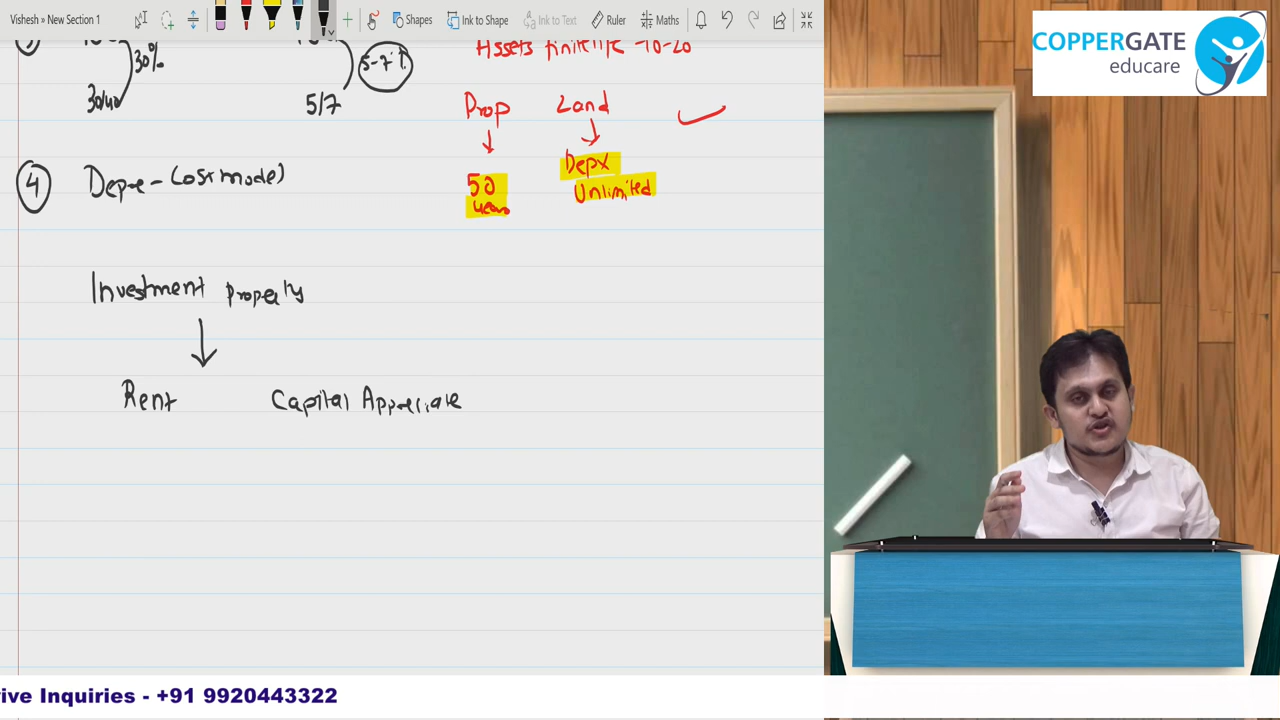 Vishesh » New Section 1
Shapes
Ink to Shape
Ink to Text
Ruler
Maths
COPPERGATE
educare
30%
30/40
5-7%
5/7
Assets finite life -10-20
Prop
Land
50
years
Depx
Unlimited
4
Depre - Cost model
Investment property
Rent
Capital Appreciate
ive Inquiries - +91 9920443322